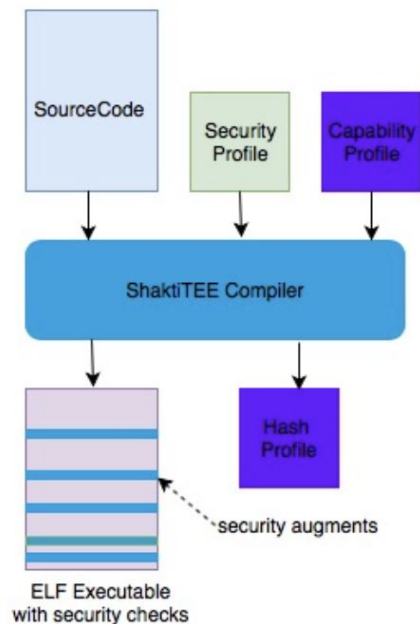 SourceCode
Security
Profile
Capability
Profile
ShaktiTEE Compiler
Hash
Profile
security augments
ELF Executable
with security checks